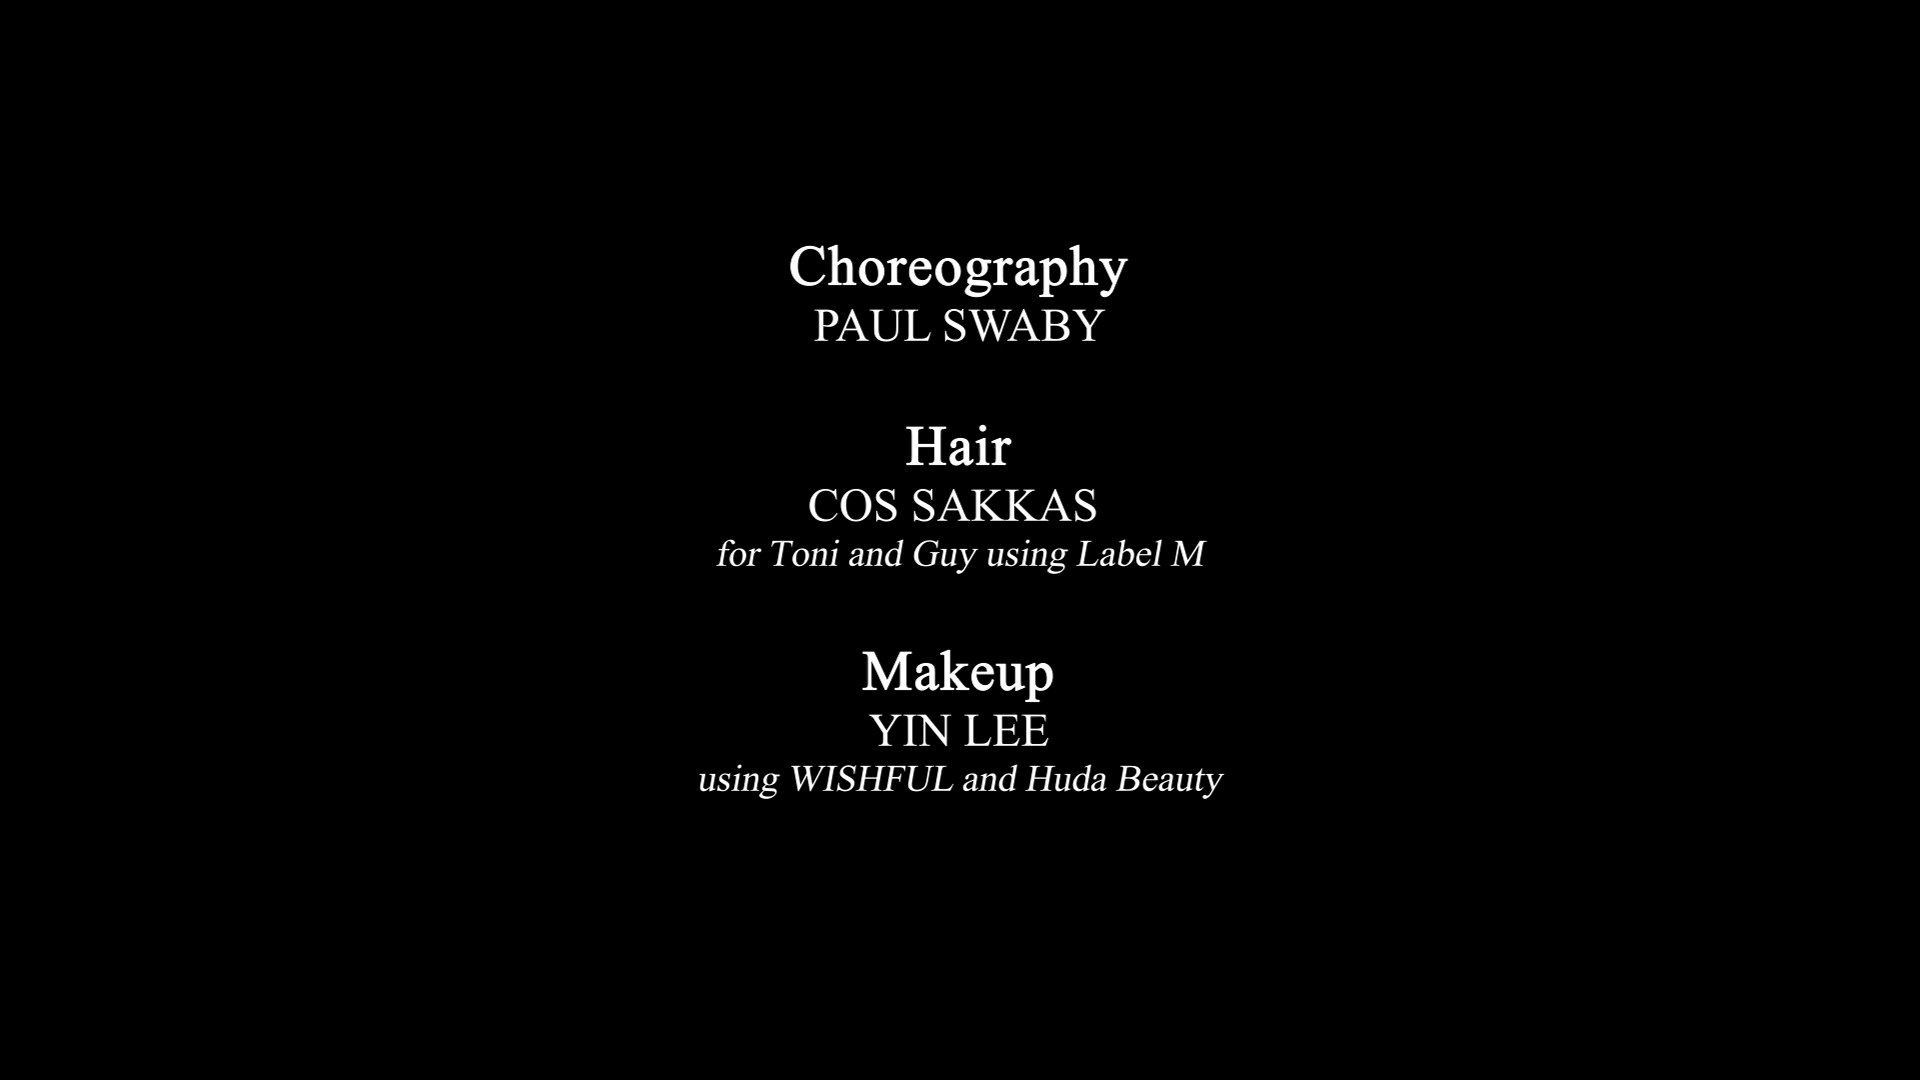 Choreography
PAUL SWABY
Hair
COS SAKKAS
for Toni and Guy using Label M
Makeup
YIN LEE
using WISHFUL and Huda Beauty